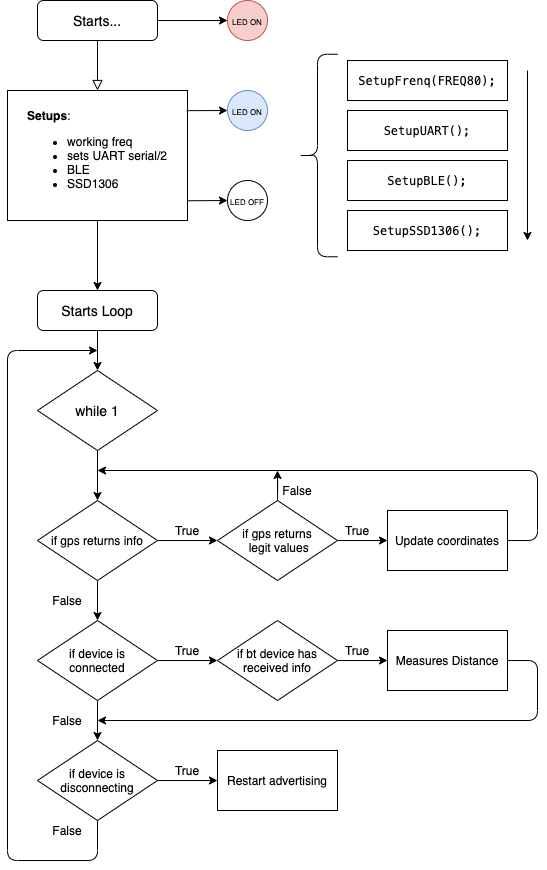 Starts...
LED ON
Setups:
• working freq
• sets UART serial/2
• BLE
• SSD1306
LED ON
LED OFF
SetupFrenq(FREQ80);
SetupUART();
SetupBLE();
SetupSSD1306();
Starts Loop
while 1
False
if gps returns info
True
if gps returns
legit values
True
Update coordinates
False
if device is
connected
True
if bt device has
received info
True
Measures Distance
False
if device is
disconnecting
True
Restart advertising
False